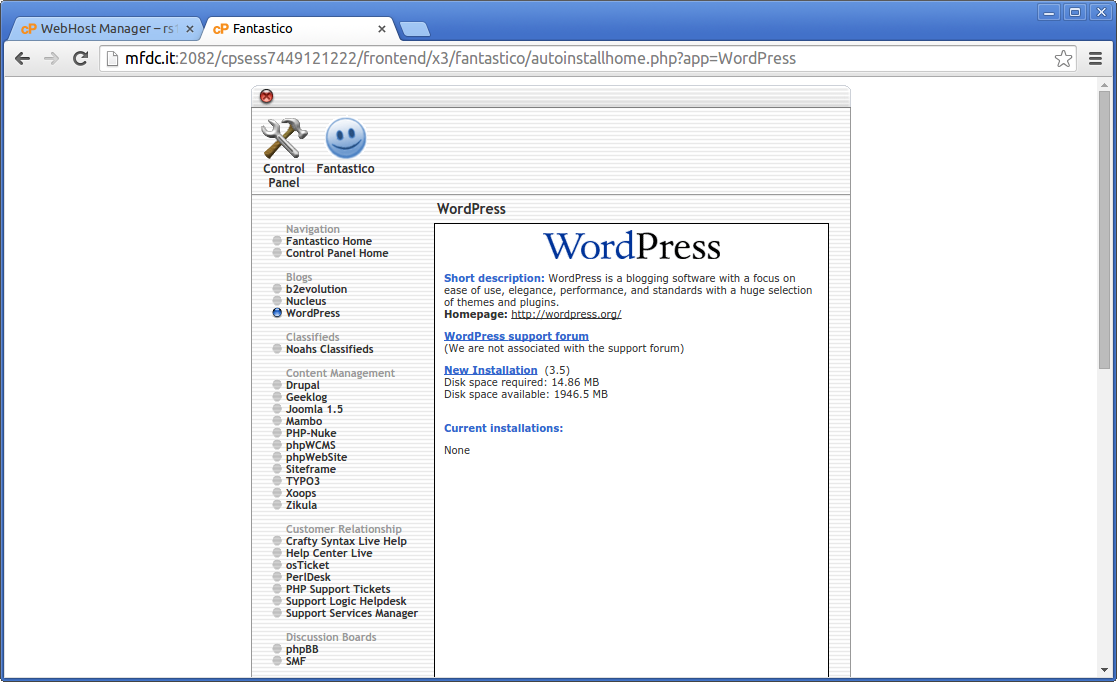 WebHost Manager – rs
Fantastico
mfdc.it:2082/cpsess7449121222/frontend/x3/fantastico/autoinstallhome.php?app=WordPress
Control Panel
Fantastico
WordPress
Navigation
Fantastico Home
Control Panel Home
Blogs
b2evolution
Nucleus
WordPress
Classifieds
Noahs Classifieds
Content Management
Drupal
Geeklog
Joomla 1.5
Mambo
PHP-Nuke
phpWCMS
phpWebSite
Siteframe
TYPO3
Xoops
Zikula
Customer Relationship
Crafty Syntax Live Help
Help Center Live
osTicket
PerlDesk
PHP Support Tickets
Support Logic Helpdesk
Support Services Manager
Discussion Boards
phpBB
SMF
WordPress
Short description: WordPress is a blogging software with a focus on
ease of use, elegance, performance, and standards with a huge selection
of themes and plugins.
Homepage: http://wordpress.org/
WordPress support forum
(We are not associated with the support forum)
New Installation (3.5)
Disk space required: 14.86 MB
Disk space available: 1946.5 MB
Current installations:
None